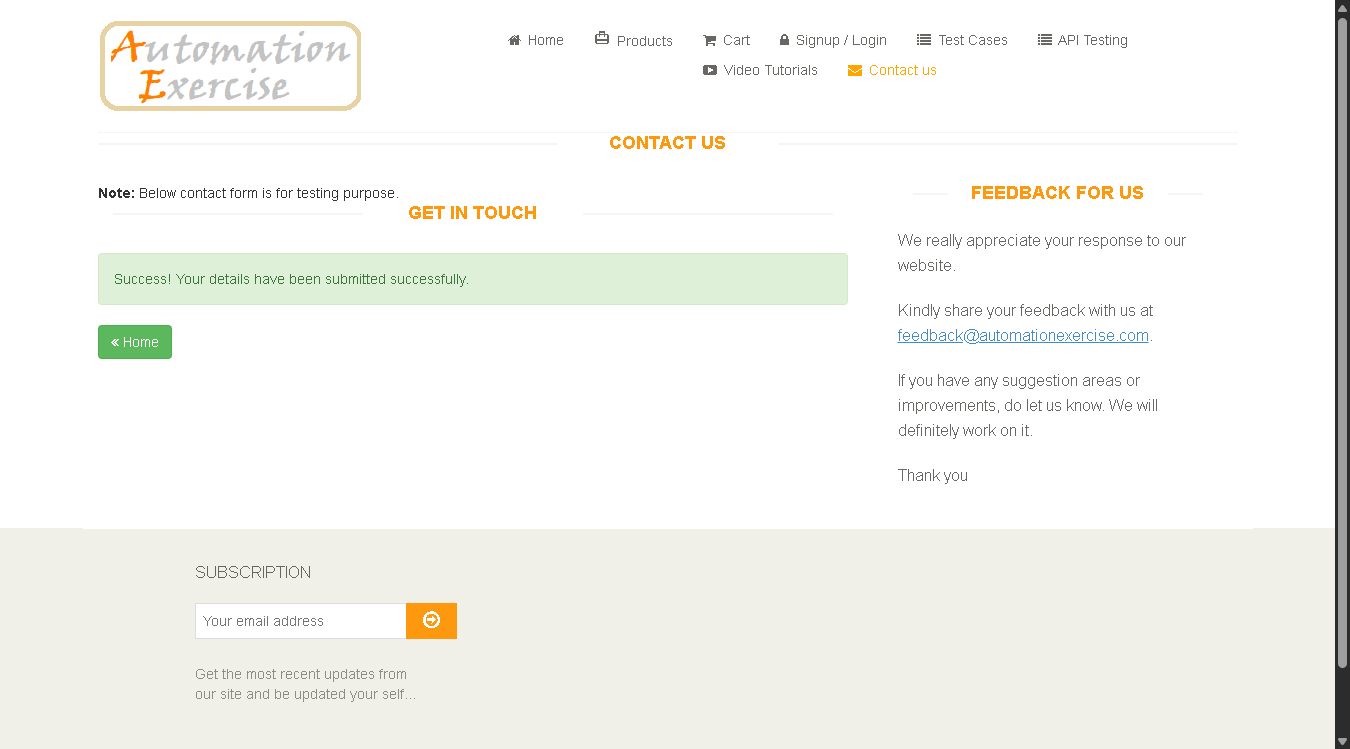 Automation
Exercise
Home
Products
Cart
Signup / Login
Test Cases
API Testing
Video Tutorials
Contact us
CONTACT US
Note: Below contact form is for testing purpose.
GET IN TOUCH
Success! Your details have been submitted successfully.
« Home
FEEDBACK FOR US
We really appreciate your response to our
website.
Kindly share your feedback with us at
feedback@automationexercise.com.
If you have any suggestion areas or
improvements, do let us know. We will
definitely work on it.
Thank you
SUBSCRIPTION
Your email address
Get the most recent updates from
our site and be updated your self...